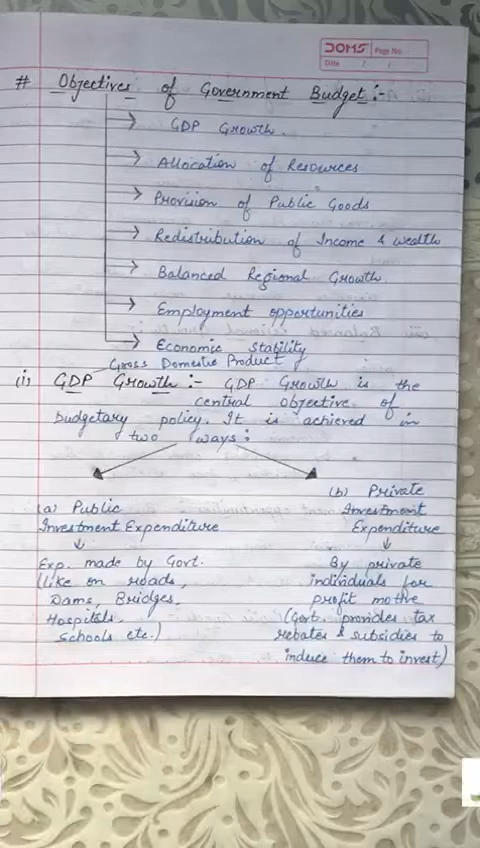 DOMS Page No.
Date / /
# Objectives of Government Budget :-
→ GDP Growth.
→ Allocation of Resources
→ Provision of Public Goods
→ Redistribution of Income & Wealth
→ Balanced Regional Growth.
→ Employment opportunities
→ Economic Stability
Gross Domestic Product
(i) GDP Growth :- GDP Growth is the
central objective of
budgetary policy. It is achieved in
two ways :
(a) Public
Investment Expenditure
↓
Exp. made by Govt.
(like on roads,
Dams, Bridges,
Hospitals,
Schools etc.)
(b) Private
Investment
Expenditure
↓
By private
individuals for
profit motive
(Govt. provides tax
rebates & subsidies to
induce them to invest)